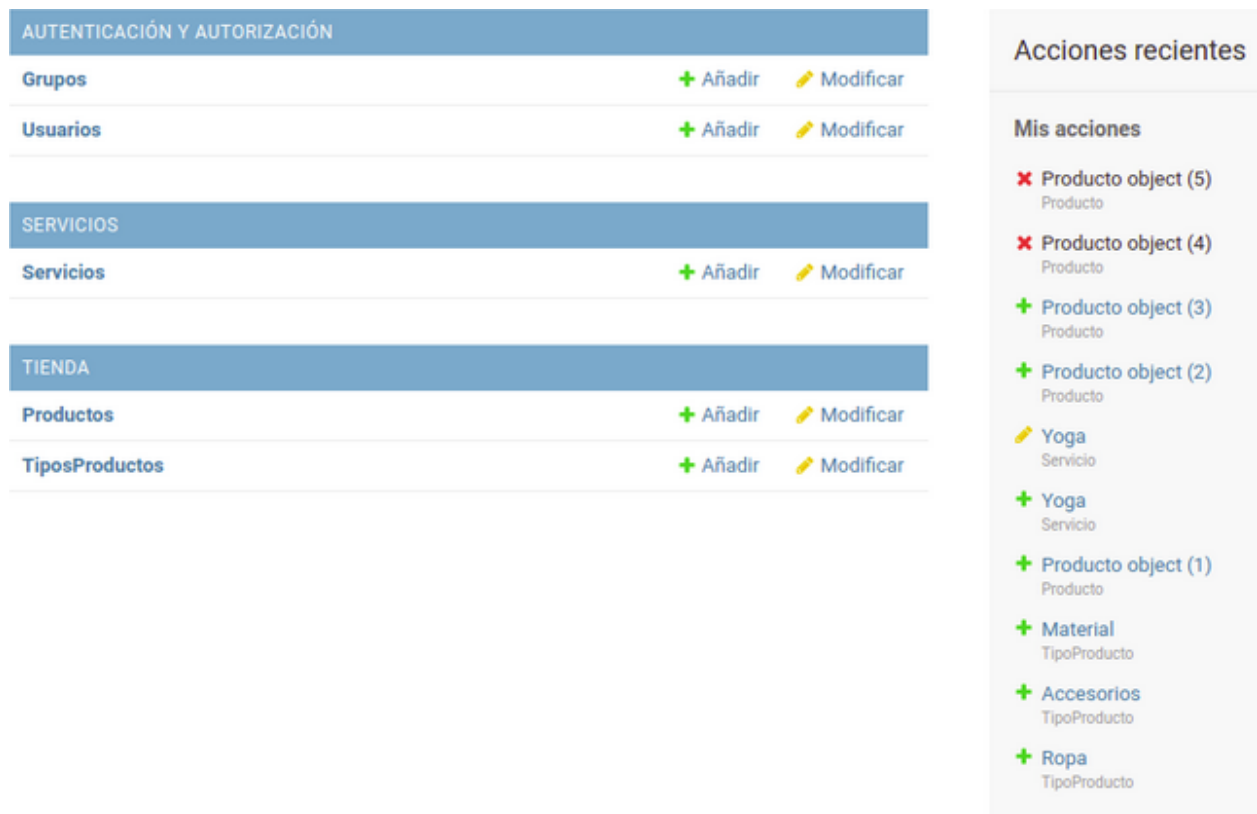 AUTENTICACIÓN Y AUTORIZACIÓN
Grupos Añadir Modificar
Usuarios Añadir Modificar
SERVICIOS
Servicios Añadir Modificar
TIENDA
Productos Añadir Modificar
TiposProductos Añadir Modificar
Acciones recientes
Mis acciones
Producto object (5)
Producto
Producto object (4)
Producto
Producto object (3)
Producto
Producto object (2)
Producto
Yoga
Servicio
Yoga
Servicio
Producto object (1)
Producto
Material
TipoProducto
Accesorios
TipoProducto
Ropa
TipoProducto